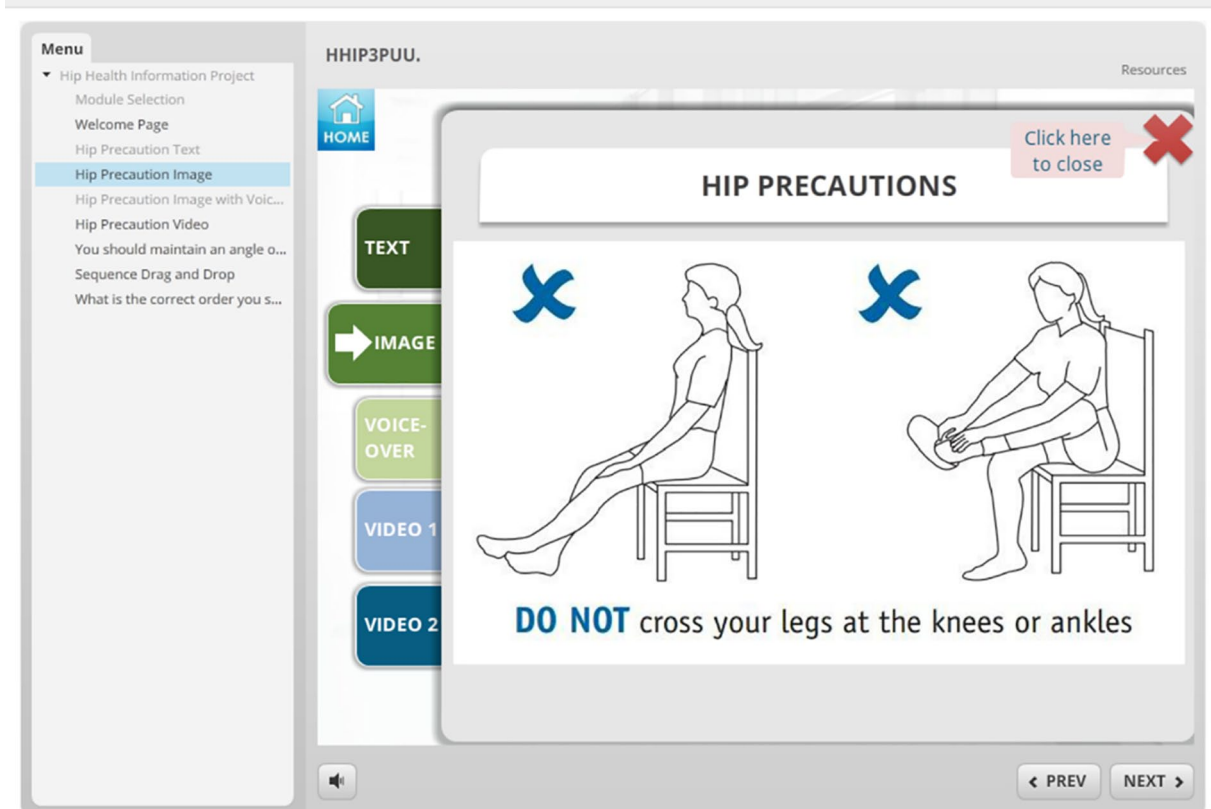 Menu
Hip Health Information Project
Module Selection
Welcome Page
Hip Precaution Text
Hip Precaution Image
Hip Precaution Image with Voic...
Hip Precaution Video
You should maintain an angle o...
Sequence Drag and Drop
What is the correct order you s...
HHIP3PUU.
Resources
HOME
Click here
to close
HIP PRECAUTIONS
TEXT
IMAGE
VOICE-
OVER
VIDEO 1
VIDEO 2
DO NOT cross your legs at the knees or ankles
PREV
NEXT